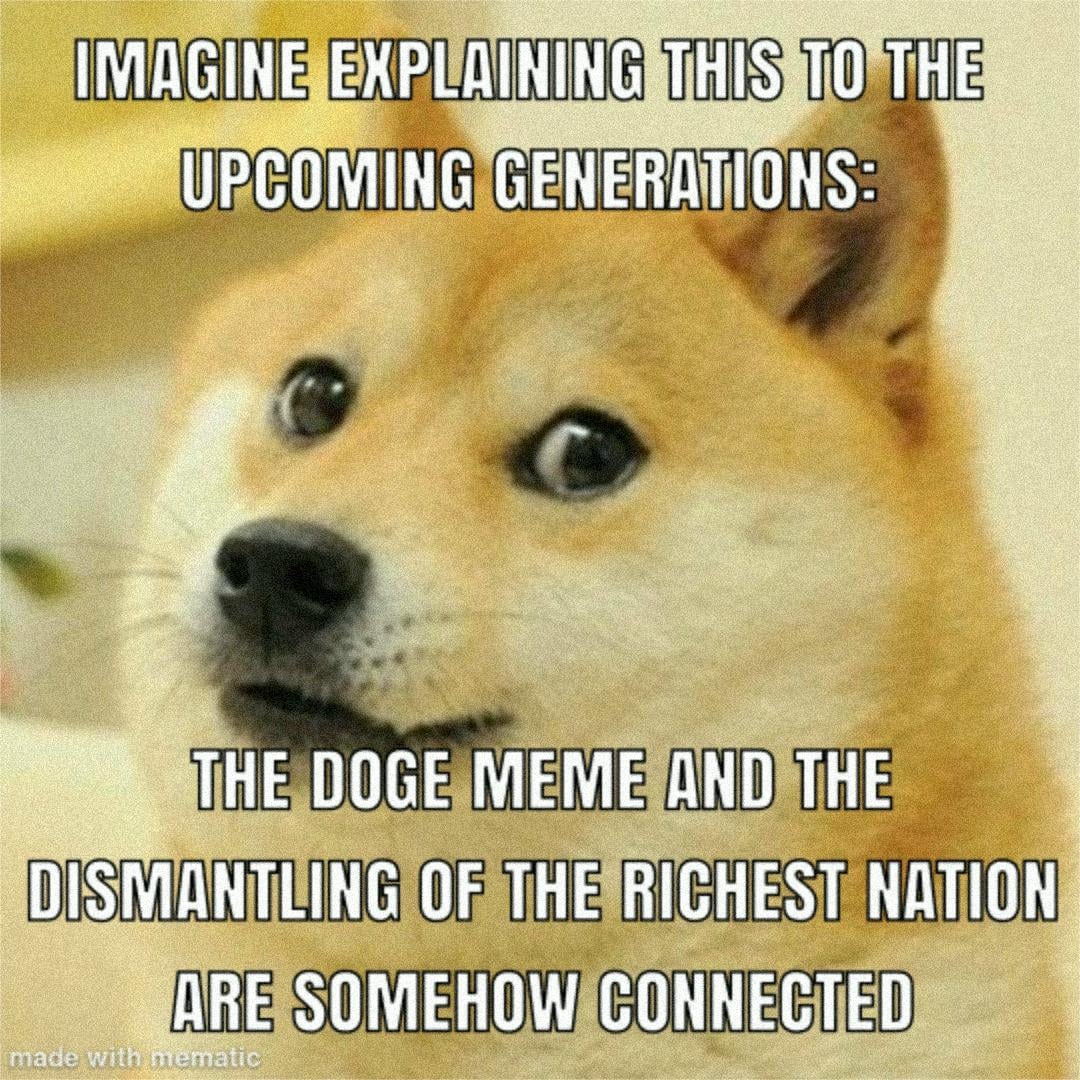 IMAGINE EXPLAINING THIS TO THE
UPCOMING GENERATIONS:
THE DOGE MEME AND THE
DISMANTLING OF THE RICHEST NATION
ARE SOMEHOW CONNECTED
made with mematic